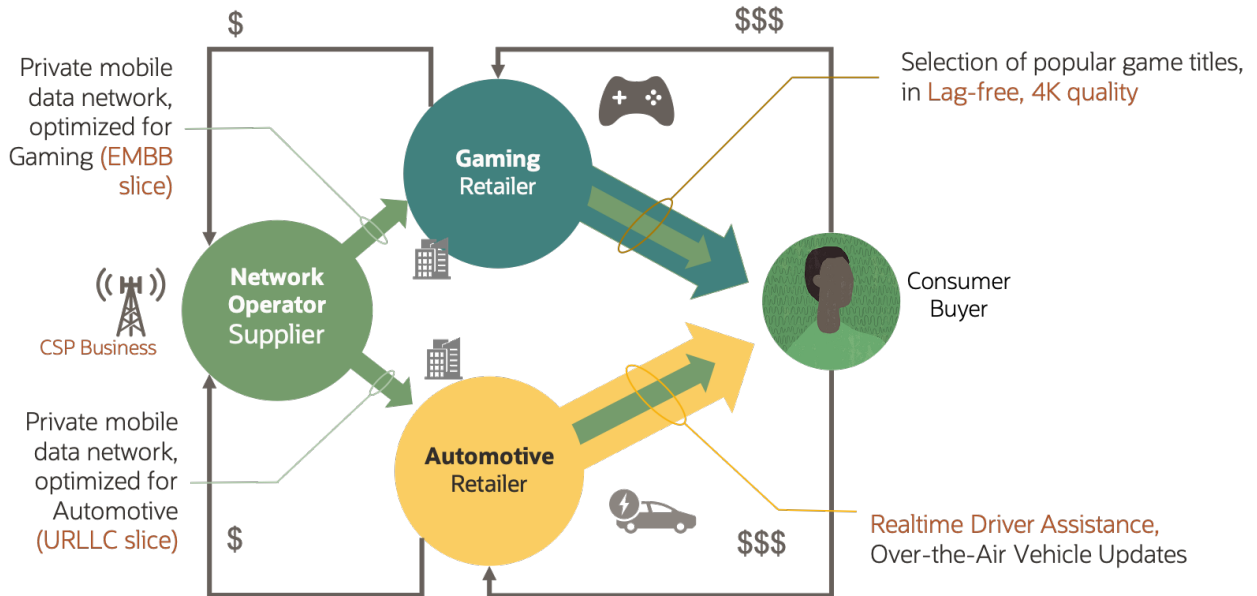 $
$$$
Private mobile
data network,
optimized for
Gaming (EMBB
slice)
Selection of popular game titles,
in Lag-free, 4K quality
Gaming
Retailer
Network
Operator
Supplier
CSP Business
Consumer
Buyer
Private mobile
data network,
optimized for
Automotive
(URLLC slice)
Automotive
Retailer
Realtime Driver Assistance,
Over-the-Air Vehicle Updates
$
$$$